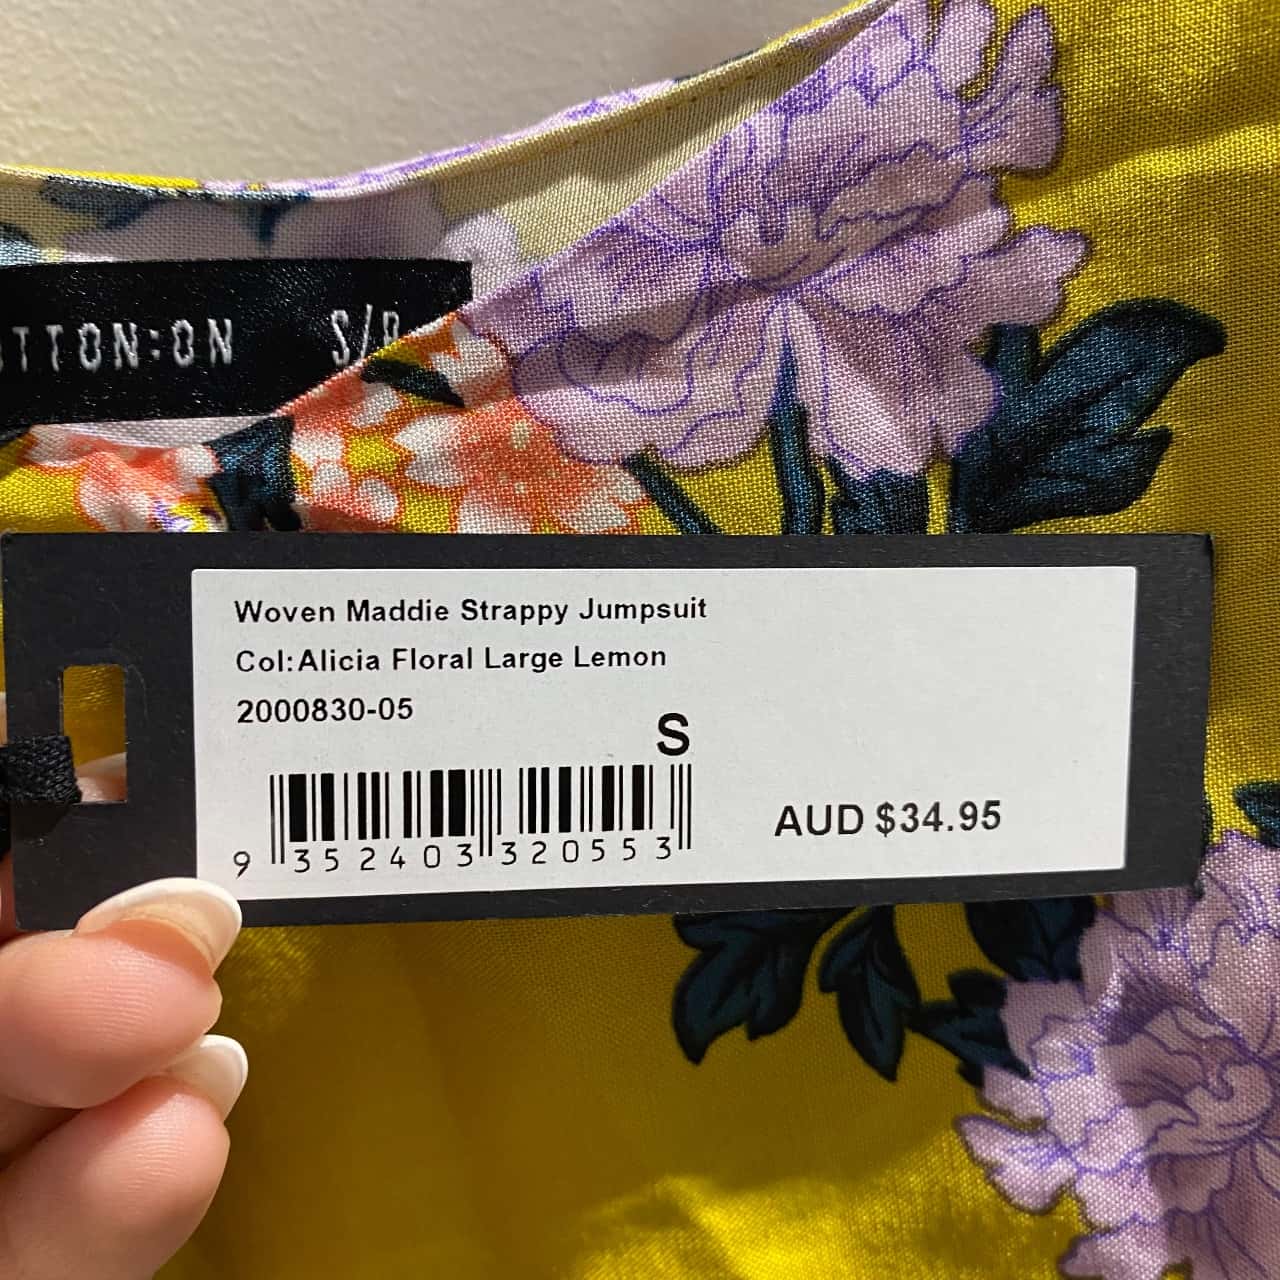 TTON:ON S/P
Woven Maddie Strappy Jumpsuit
Col:Alicia Floral Large Lemon
2000830-05
S
AUD $34.95
9 352403 320553